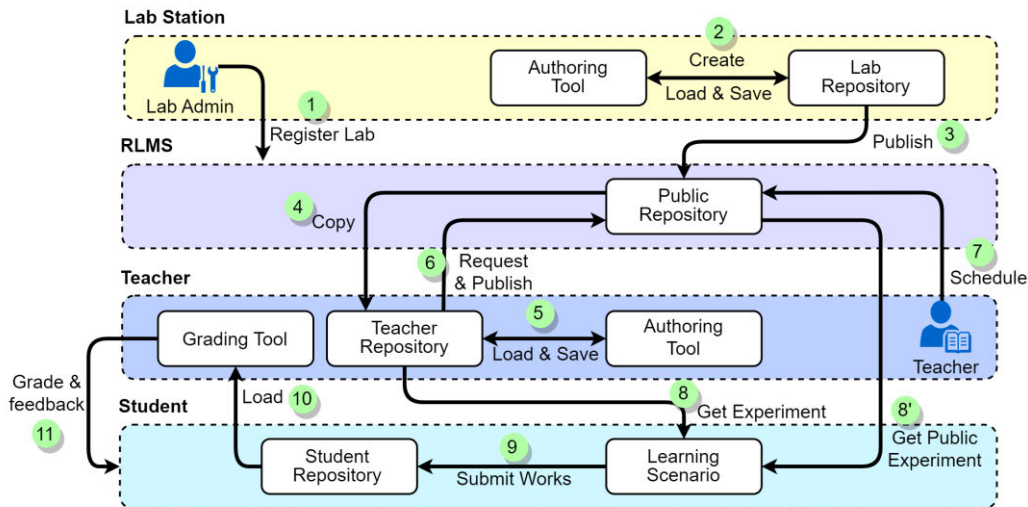 Lab Station
2
Create
Authoring
Tool
Load & Save
Lab
Repository
Lab Admin
1
Register Lab
Publish
3
RLMS
Public
Repository
4
Copy
6
Request
& Publish
7
Schedule
Teacher
Grading Tool
Teacher
Repository
5
Load & Save
Authoring
Tool
Teacher
Grade &
feedback
11
Load
10
8
Get Experiment
8'
Get Public
Experiment
Student
Student
Repository
9
Submit Works
Learning
Scenario